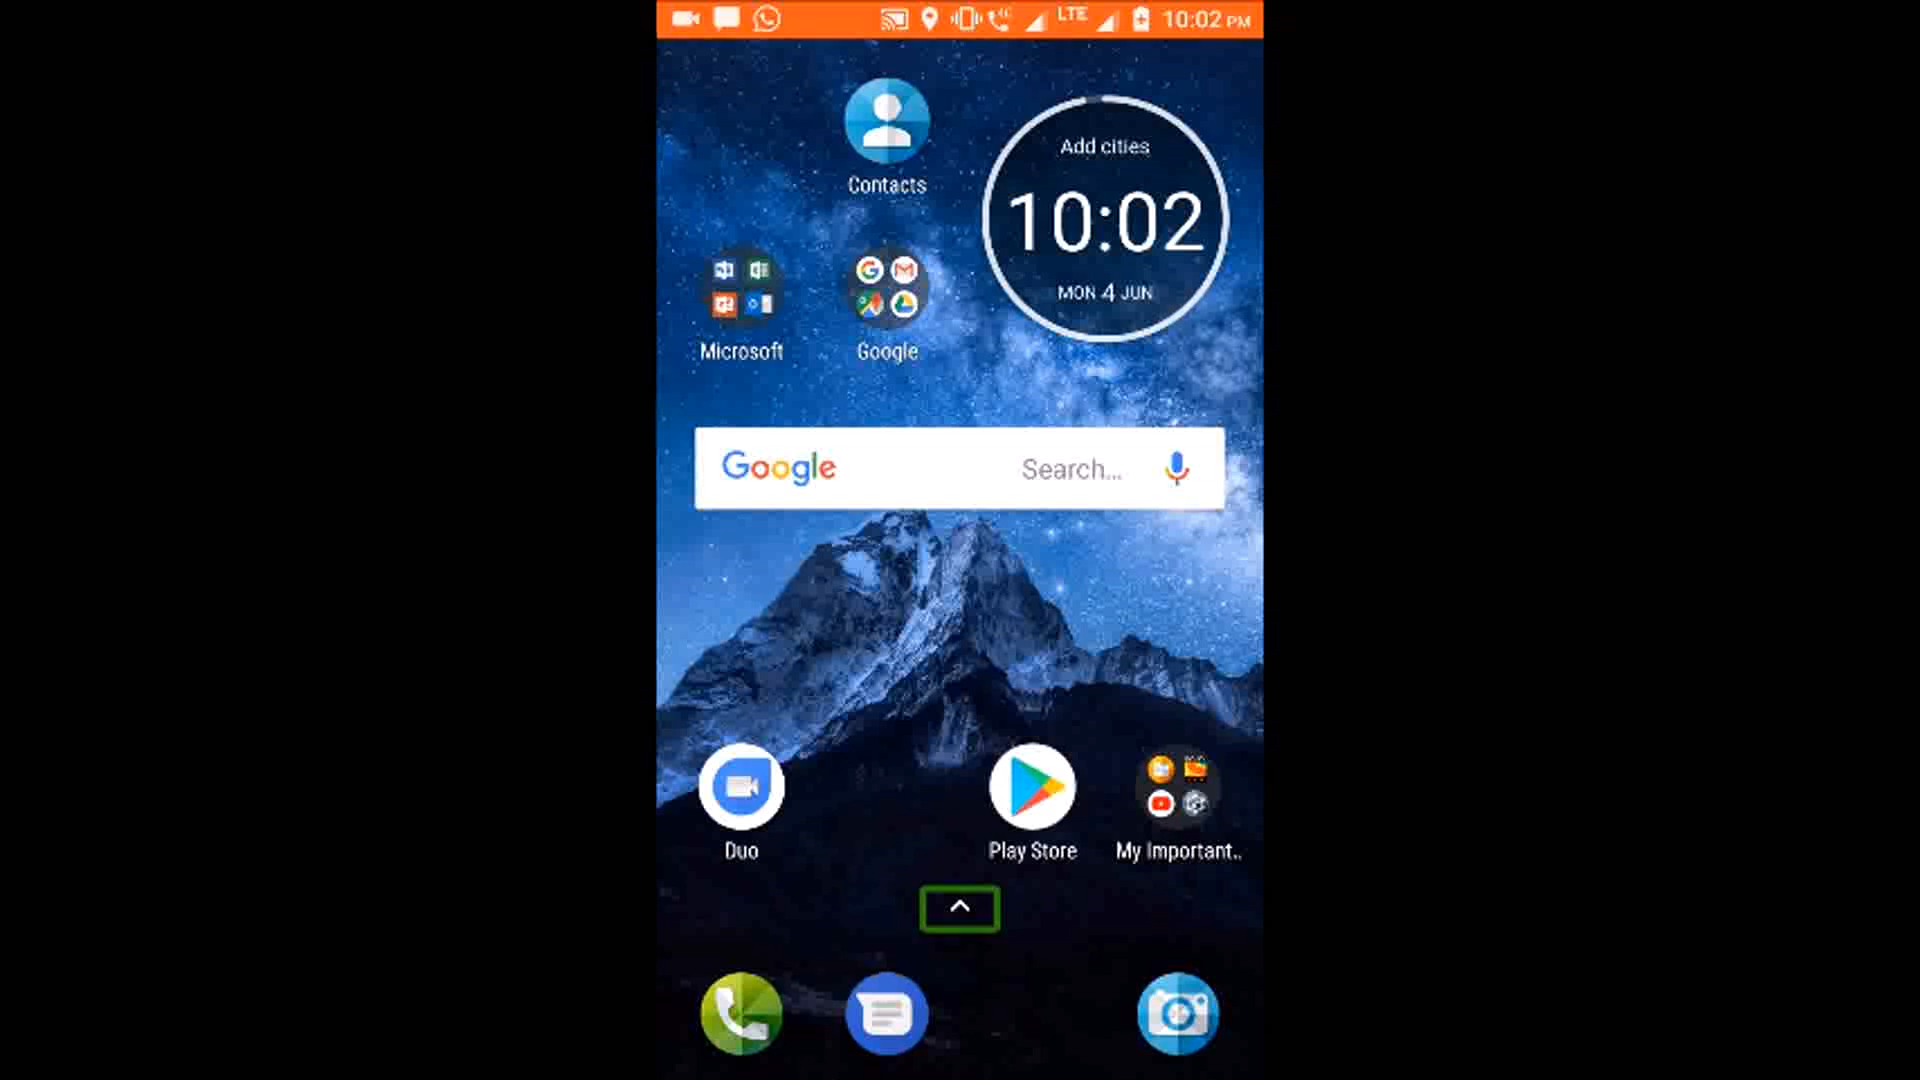 LTE 10:02 PM
Contacts
Add cities
10:02
MON 4 JUN
Microsoft
Google
Google Search...
Duo
Play Store
My Important..